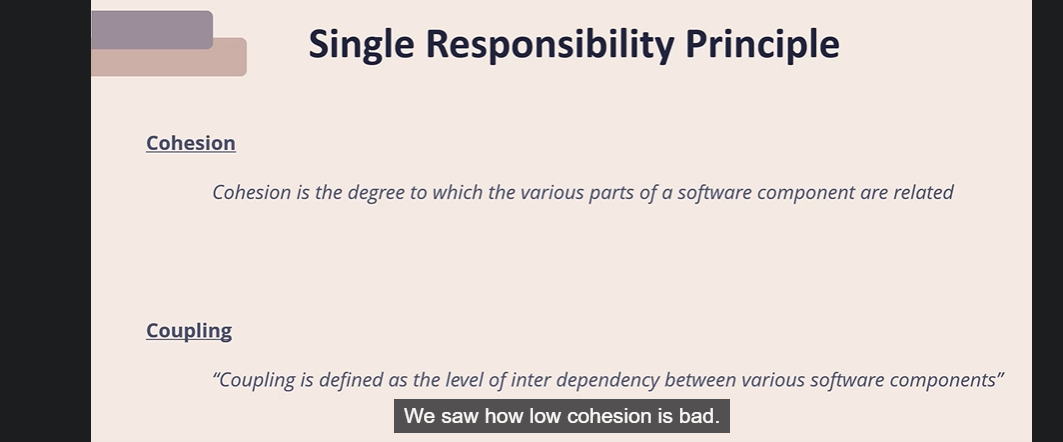 Single Responsibility Principle
Cohesion
Cohesion is the degree to which the various parts of a software component are related
Coupling
“Coupling is defined as the level of inter dependency between various software components”
We saw how low cohesion is bad.